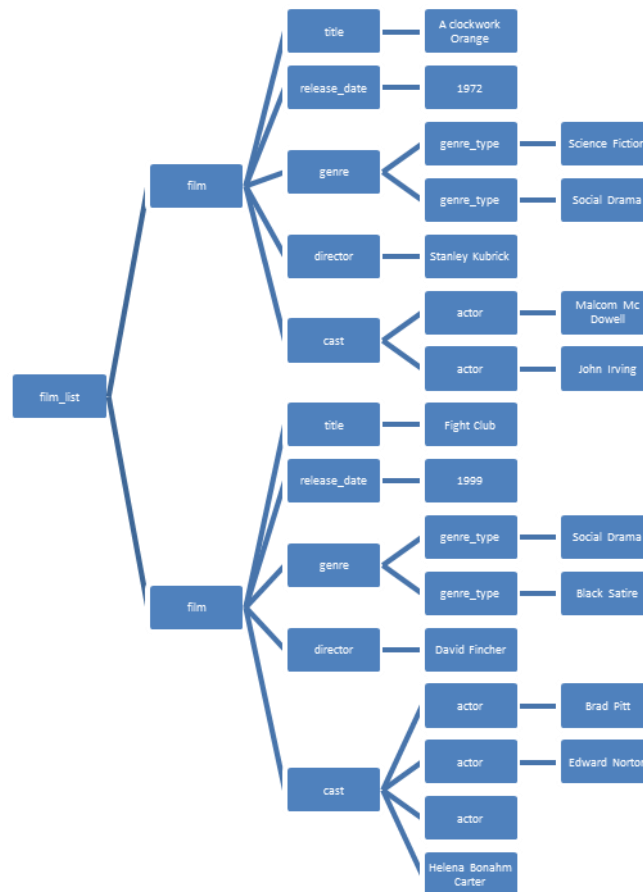 title
A clockwork
Orange
release_date
1972
genre_type
Science Fiction
film
genre
genre_type
Social Drama
director
Stanley Kubrick
actor
Malcom Mc
Dowell
cast
actor
John Irving
film_list
title
Fight Club
release_date
1999
genre_type
Social Drama
genre
genre_type
Black Satire
film
director
David Fincher
actor
Brad Pitt
actor
Edward Norton
cast
actor
Helena Bonahm
Carter